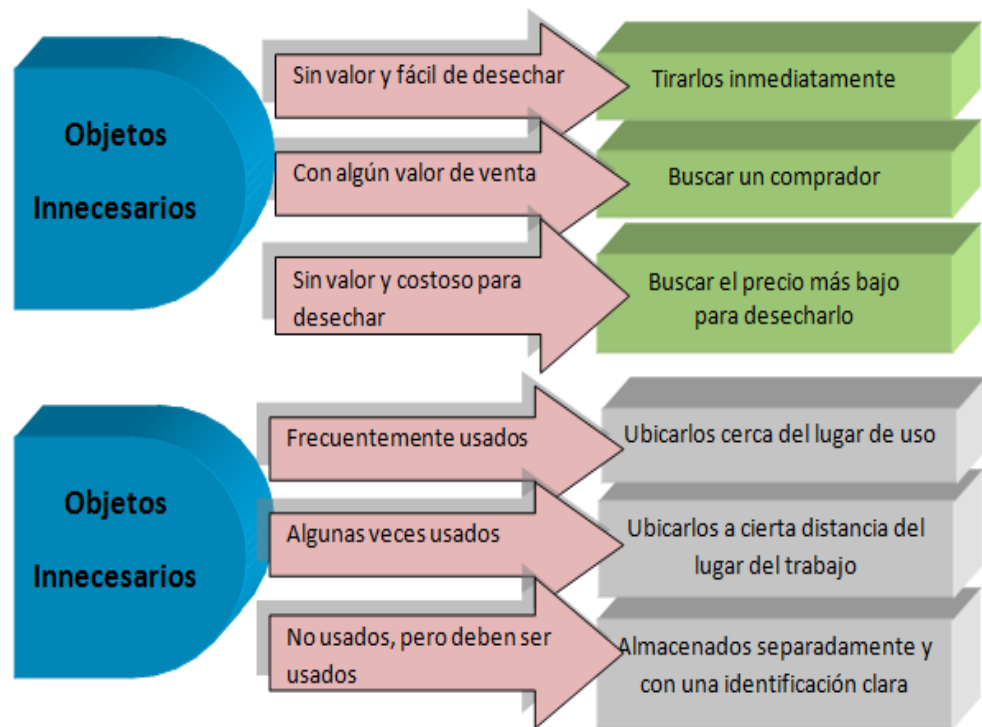 Objetos
Innecesarios
Sin valor y fácil de desechar
Tirarlos inmediatamente
Con algún valor de venta
Buscar un comprador
Sin valor y costoso para
desechar
Buscar el precio más bajo
para desecharlo
Objetos
Innecesarios
Frecuentemente usados
Ubicarlos cerca del lugar de uso
Algunas veces usados
Ubicarlos a cierta distancia del
lugar del trabajo
No usados, pero deben ser
usados
Almacenados separadamente y
con una identificación clara